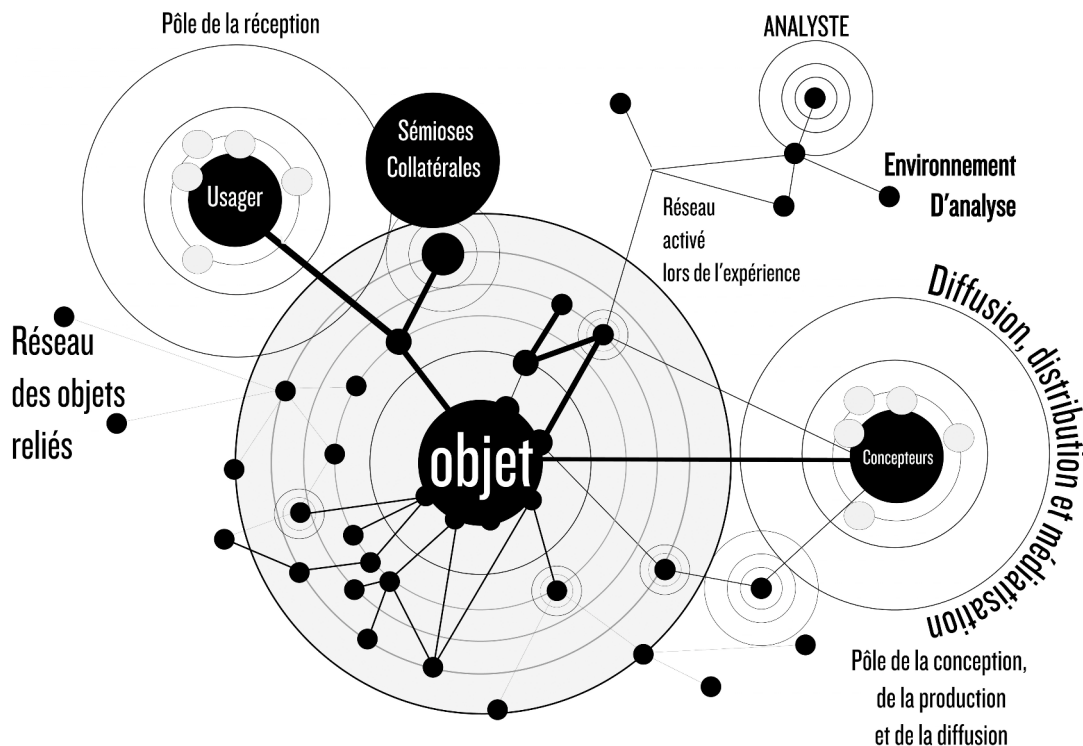 Pôle de la réception
ANALYSTE
Sémioses
Collatérales
Usager
Environnement
D'analyse
Réseau
activé
lors de l'expérience
Réseau
des objets
reliés
Diffusion, distribution et médiatisation
objet
Concepteurs
Pôle de la conception,
de la production
et de la diffusion